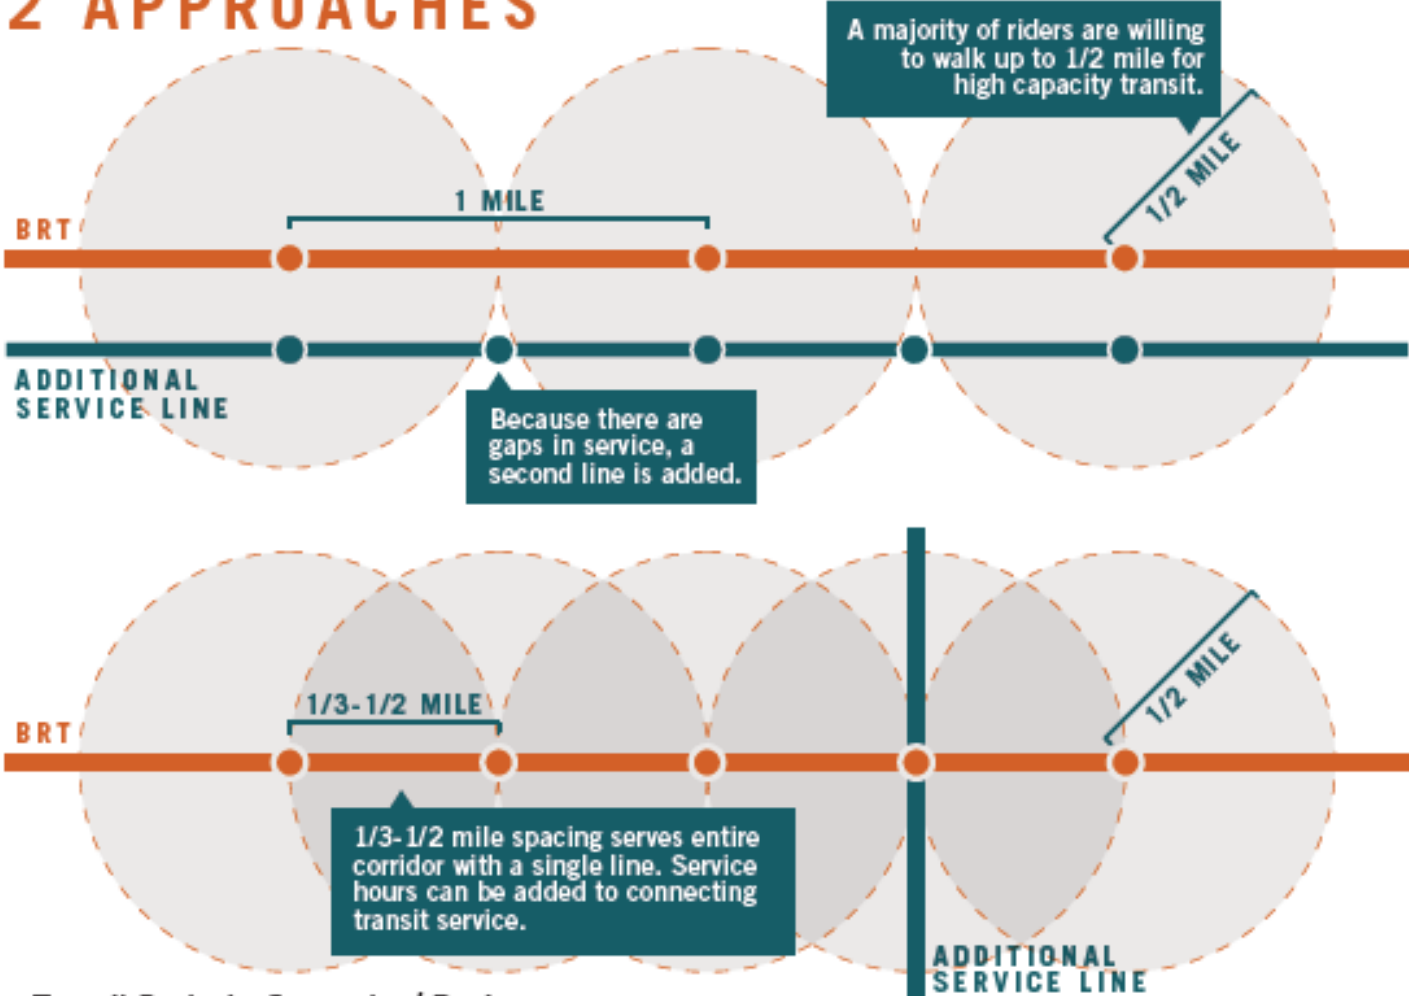 2 APPROACHES
A majority of riders are willing
to walk up to 1/2 mile for
high capacity transit.
1/2 MILE
1 MILE
BRT
ADDITIONAL
SERVICE LINE
Because there are
gaps in service, a
second line is added.
1/2 MILE
1/3-1/2 MILE
BRT
1/3-1/2 mile spacing serves entire
corridor with a single line. Service
hours can be added to connecting
transit service.
ADDITIONAL
SERVICE LINE